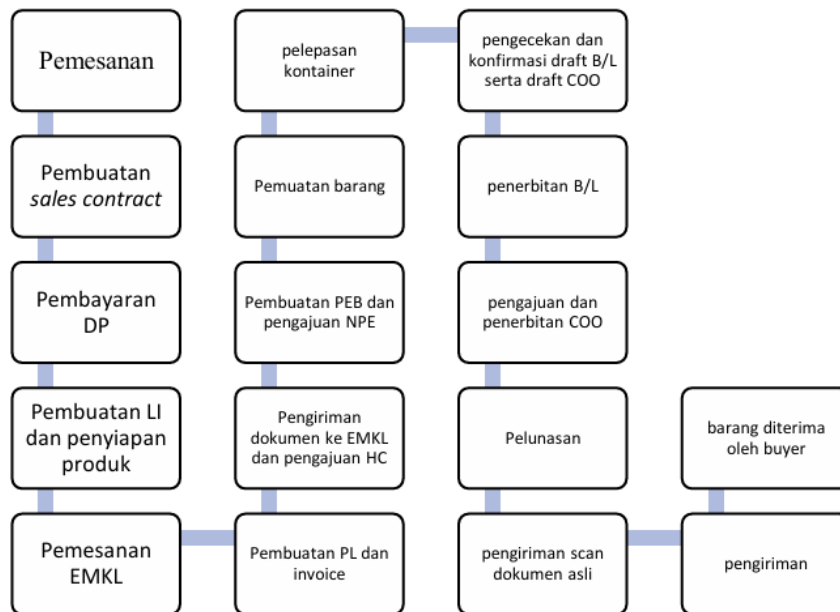 Pemesanan
Pembuatan
sales contract
Pembayaran
DP
Pembuatan LI
dan penyiapan
produk
Pemesanan
EMKL
Pembuatan PL dan
invoice
Pengiriman
dokumen ke EMKL
dan pengajuan HC
Pembuatan PEB dan
pengajuan NPE
Pemuatan barang
pelepasan
kontainer
pengecekan dan
konfirmasi draft B/L
serta draft COO
penerbitan B/L
pengajuan dan
penerbitan COO
Pelunasan
pengiriman scan
dokumen asli
pengiriman
barang diterima
oleh buyer